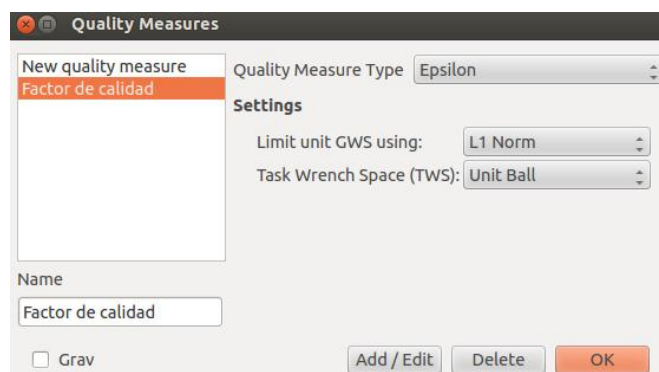 Quality Measures
New quality measure
Factor de calidad
Quality Measure Type Epsilon
Settings
Limit unit GWS using: L1 Norm
Task Wrench Space (TWS): Unit Ball
Name
Factor de calidad
Grav
Add / Edit Delete OK